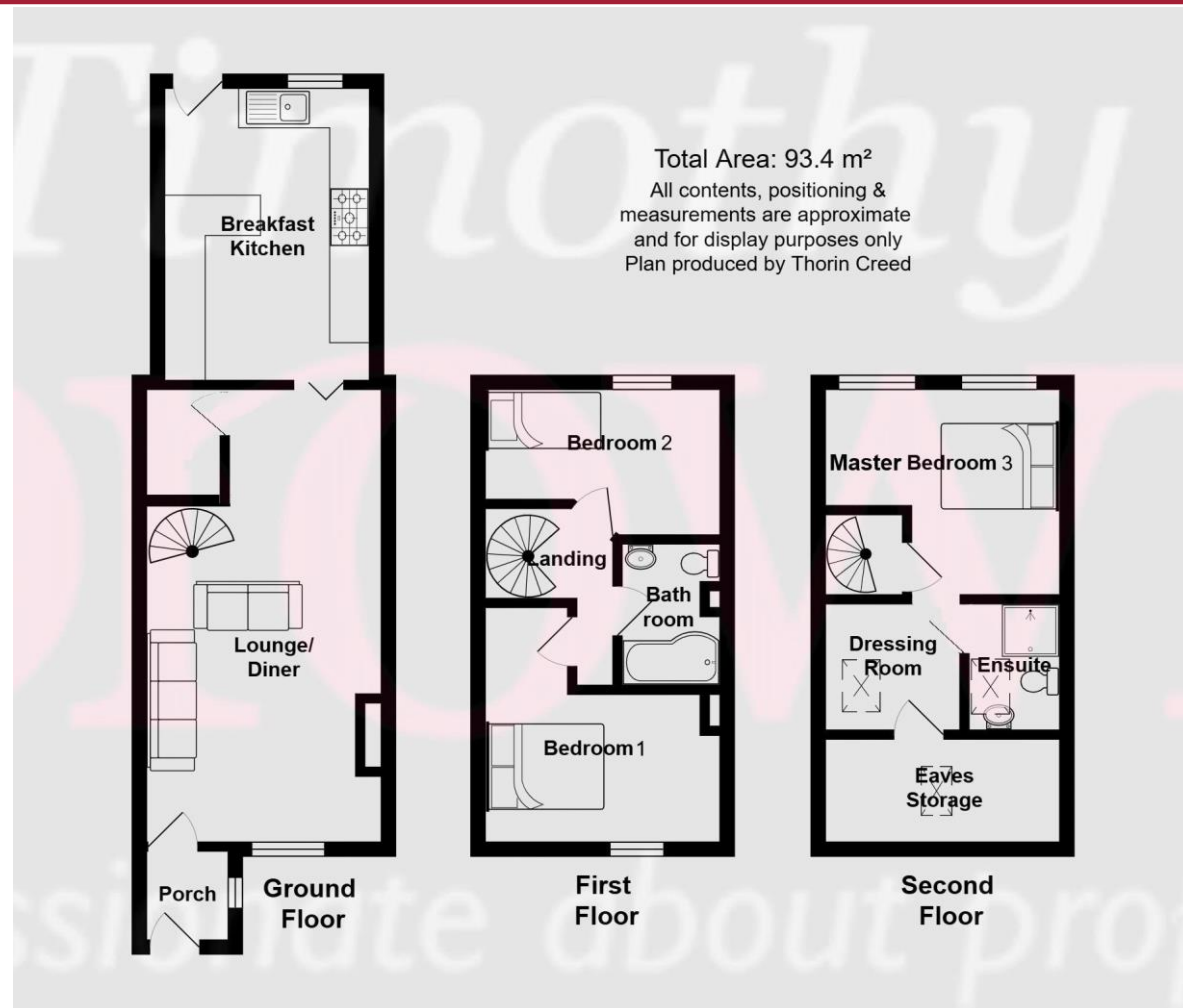 Timothy
Total Area: 93.4 m²
All contents, positioning &
measurements are approximate
and for display purposes only
Plan produced by Thorin Creed
Breakfast
Kitchen
Lounge/
Diner
Porch
Ground
Floor
Bedroom 2
Landing
Bath
room
Bedroom 1
First
Floor
Master Bedroom 3
Dressing
Room
Ensuite
Eaves
Storage
Second
Floor
about